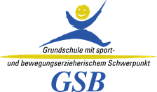 Grundschule mit sport-
und bewegungserzieherischem Schwerpunkt
GSB